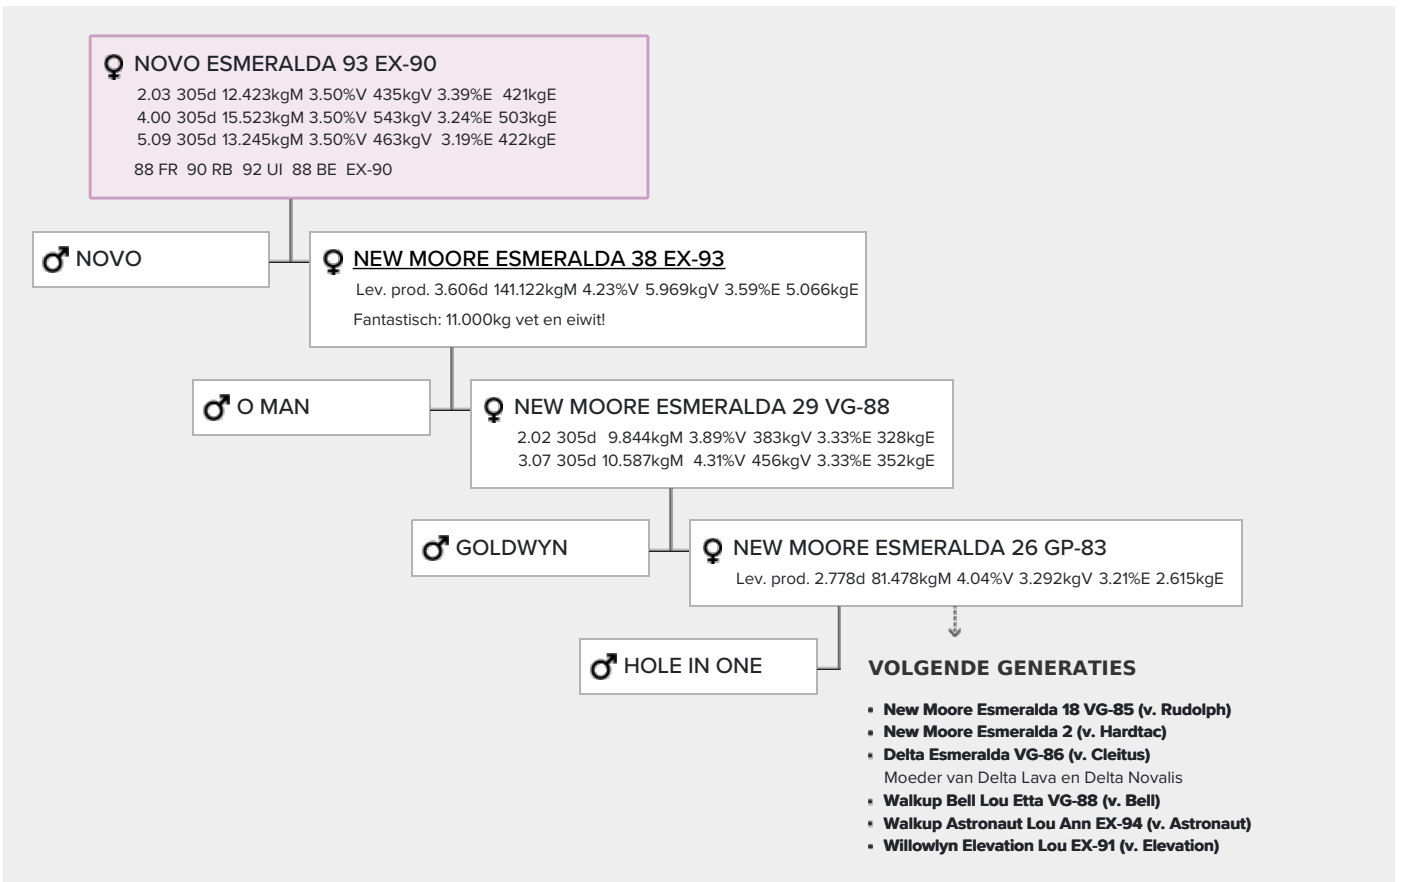 NOVO ESMERALDA 93 EX-90
2.03 305d 12.423kgM 3.50%V 435kgV 3.39%E 421kgE
4.00 305d 15.523kgM 3.50%V 543kgV 3.24%E 503kgE
5.09 305d 13.245kgM 3.50%V 463kgV 3.19%E 422kgE
88 FR 90 RB 92 UI 88 BE EX-90
NOVO
NEW MOORE ESMERALDA 38 EX-93
Lev. prod. 3.606d 141.122kgM 4.23%V 5.969kgV 3.59%E 5.066kgE
Fantastisch: 11.000kg vet en eiwit!
O MAN
NEW MOORE ESMERALDA 29 VG-88
2.02 305d 9.844kgM 3.89%V 383kgV 3.33%E 328kgE
3.07 305d 10.587kgM 4.31%V 456kgV 3.33%E 352kgE
GOLDWYN
NEW MOORE ESMERALDA 26 GP-83
Lev. prod. 2.778d 81.478kgM 4.04%V 3.292kgV 3.21%E 2.615kgE
HOLE IN ONE
VOLGENDE GENERATIES
• New Moore Esmeralda 18 VG-85 (v. Rudolph)
• New Moore Esmeralda 2 (v. Hardtac)
• Delta Esmeralda VG-86 (v. Cleitus)
Moeder van Delta Lava en Delta Novalis
• Walkup Bell Lou Etta VG-88 (v. Bell)
• Walkup Astronaut Lou Ann EX-94 (v. Astronaut)
• Willowlyn Elevation Lou EX-91 (v. Elevation)